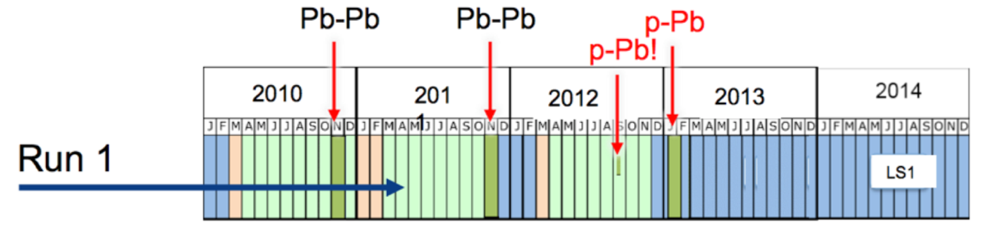 Pb-Pb Pb-Pb p-Pb
p-Pb!
2010 201 2012 2013 2014
1
J F M A M J J A S O N D J F M A M J J A S O N D J F M A M J J A S O N D J F M A M J J A S O N D J F M A M J J A S O N D
Run 1
LS1